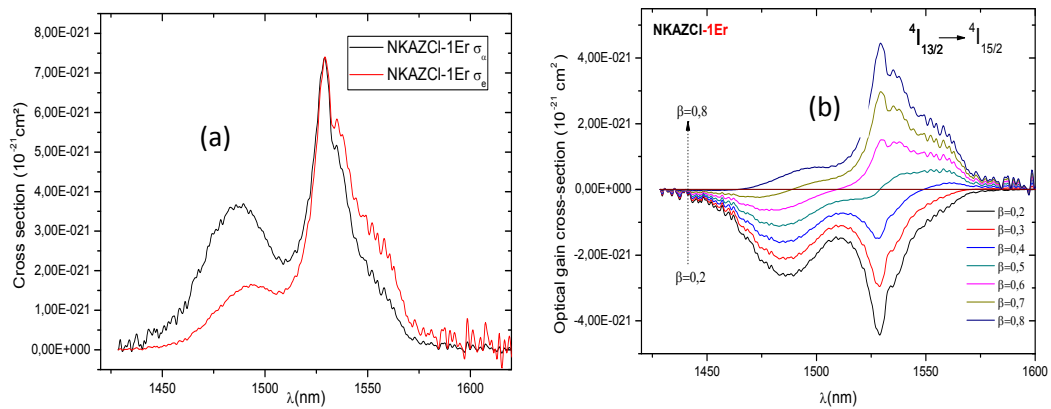 8,00E-021
7,00E-021
6,00E-021
5,00E-021
4,00E-021
3,00E-021
2,00E-021
1,00E-021
0,00E+000
Cross section (10⁻²¹cm²)
NKAZCl-1Er σₐ
NKAZCl-1Er σₑ
(a)
1450 1500 1550 1600
λ(nm)
NKAZCl-1Er
⁴I₁₃/₂ → ⁴I₁₅/₂
(b)
4,00E-021
2,00E-021
0,00E+000
-2,00E-021
-4,00E-021
Optical gain cross-section (10⁻²¹ cm²)
β=0,8
β=0,2
β=0,2
β=0,3
β=0,4
β=0,5
β=0,6
β=0,7
β=0,8
1450 1500 1550 1600
λ(nm)